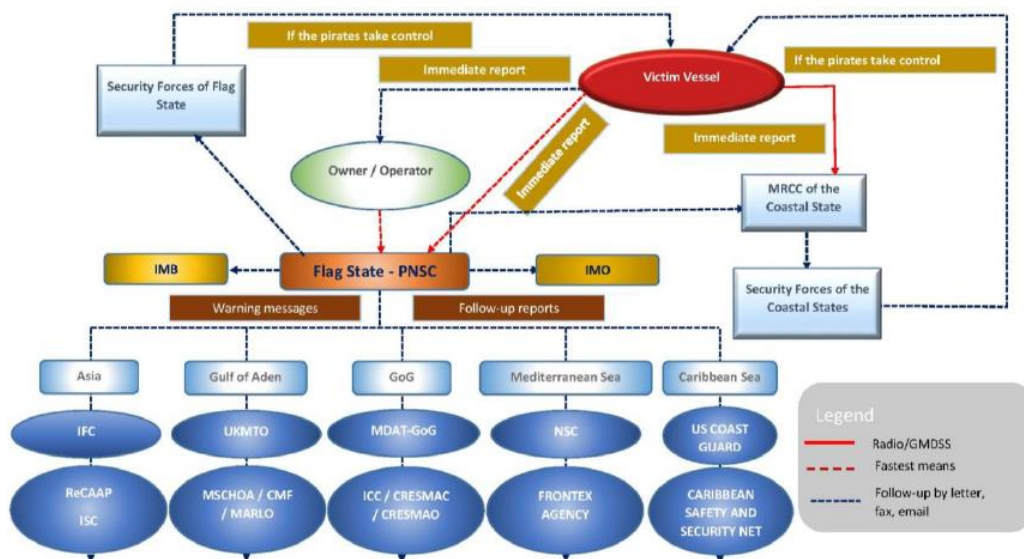 If the pirates take control
Security Forces of Flag
State
Immediate report
Victim Vessel
If the pirates take control
Immediate report
Immediate report
Owner / Operator
MRCC of the
Coastal State
IMB
Flag State - PNSC
IMO
Security Forces of the
Coastal States
Warning messages
Follow-up reports
Asia
Gulf of Aden
GoG
Mediterranean Sea
Caribbean Sea
IFC
UKMTO
MDAT-GoG
NSC
US COAST
GUARD
ReCAAP
ISC
MSCHOA / CMF
/ MARLO
ICC / CRESMAC
/ CRESMAO
FRONTEX
AGENCY
CARIBBEAN
SAFETY AND
SECURITY NET
Legend
Radio/GMDSS
Fastest means
Follow-up by letter,
fax, email